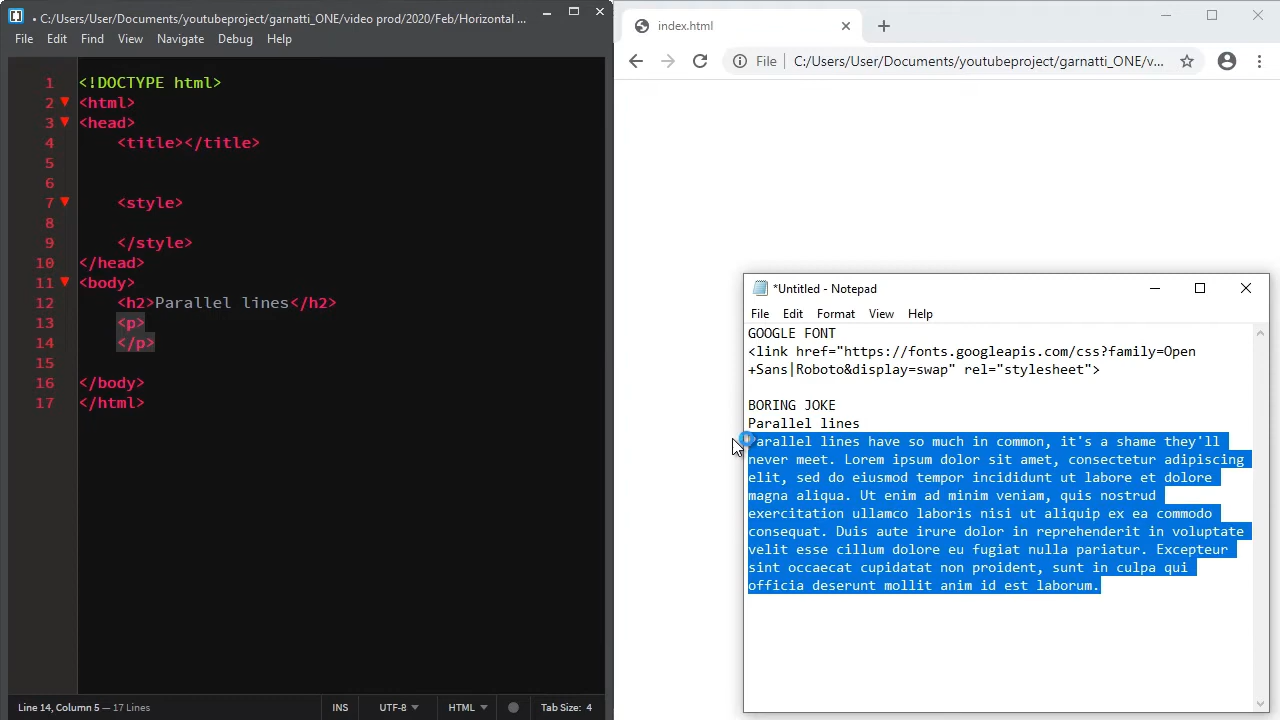 • C:/Users/User/Documents/youtubeproject/garnatti_ONE/video prod/2020/Feb/Horizontal ...
File Edit Find View Navigate Debug Help
1 <!DOCTYPE html>
2 <html>
3 <head>
4 <title></title>
5
6
7 <style>
8
9 </style>
10 </head>
11 <body>
12 <h2>Parallel lines</h2>
13 <p>
14 </p>
15
16 </body>
17 </html>
Line 14, Column 5 — 17 Lines
INS UTF-8 HTML Tab Size: 4
index.html
File C:/Users/User/Documents/youtubeproject/garnatti_ONE/v...
*Untitled - Notepad
File Edit Format View Help
GOOGLE FONT
<link href="https://fonts.googleapis.com/css?family=Open
+Sans|Roboto&display=swap" rel="stylesheet">
BORING JOKE
Parallel lines
Parallel lines have so much in common, it's a shame they'll
never meet. Lorem ipsum dolor sit amet, consectetur adipiscing
elit, sed do eiusmod tempor incididunt ut labore et dolore
magna aliqua. Ut enim ad minim veniam, quis nostrud
exercitation ullamco laboris nisi ut aliquip ex ea commodo
consequat. Duis aute irure dolor in reprehenderit in voluptate
velit esse cillum dolore eu fugiat nulla pariatur. Excepteur
sint occaecat cupidatat non proident, sunt in culpa qui
officia deserunt mollit anim id est laborum.